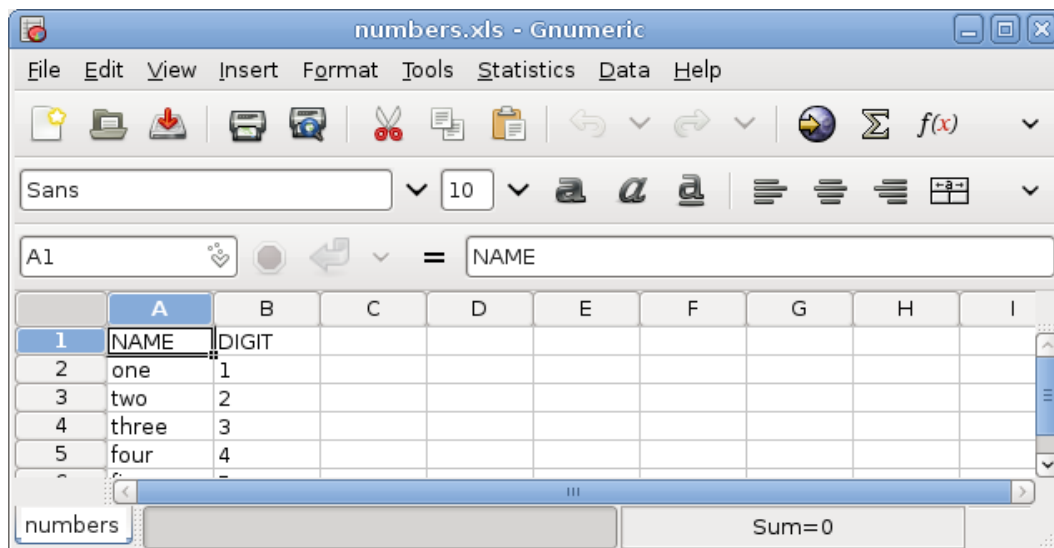 numbers.xls - Gnumeric
File Edit View Insert Format Tools Statistics Data Help
f(x)
Sans 10 a a a ←a→
A1 = NAME
A B C D E F G H I
1 NAME DIGIT
2 one 1
3 two 2
4 three 3
5 four 4
numbers Sum=0